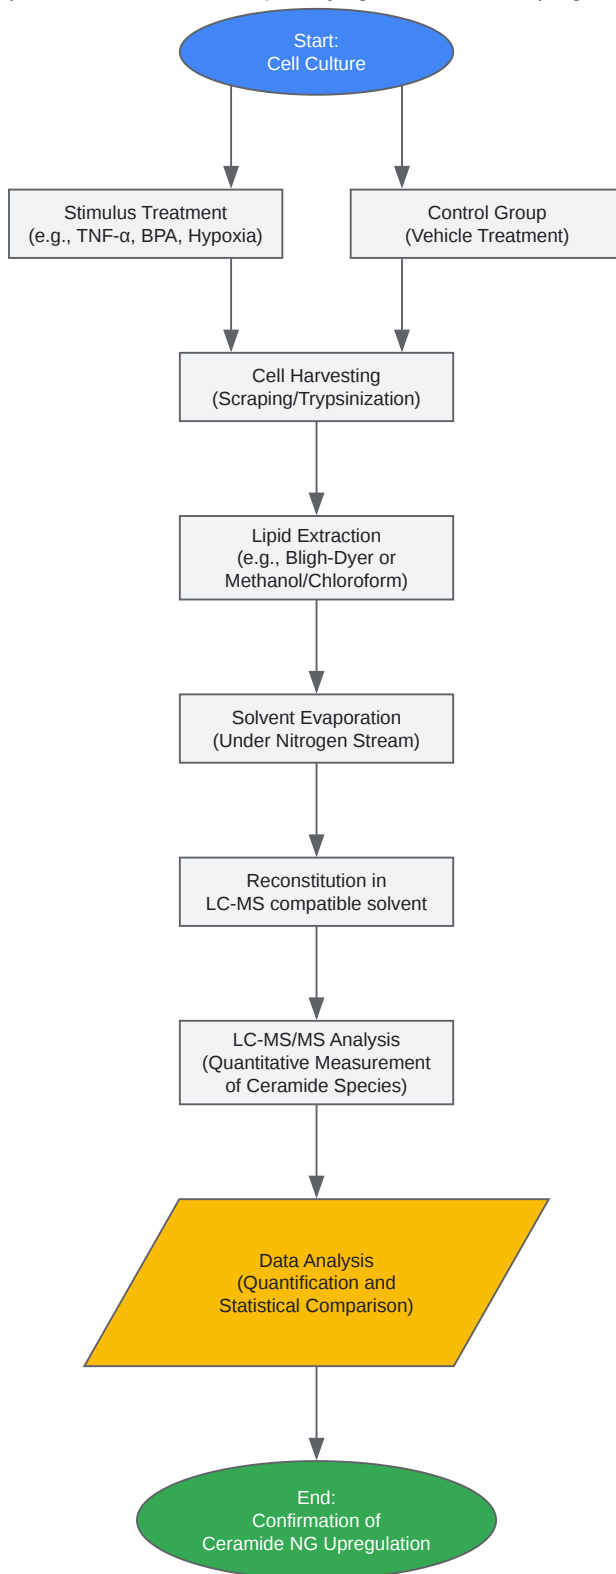 Start:
Cell Culture
Stimulus Treatment
(e.g., TNF-α, BPA, Hypoxia)
Control Group
(Vehicle Treatment)
Cell Harvesting
(Scraping/Trypsinization)
Lipid Extraction
(e.g., Bligh-Dyer or
Methanol/Chloroform)
Solvent Evaporation
(Under Nitrogen Stream)
Reconstitution in
LC-MS compatible solvent
LC-MS/MS Analysis
(Quantitative Measurement
of Ceramide Species)
Data Analysis
(Quantification and
Statistical Comparison)
End:
Confirmation of
Ceramide NG Upregulation